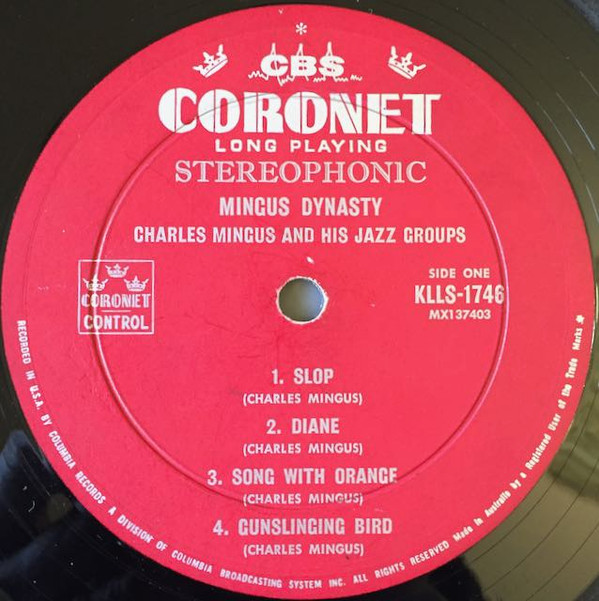 *
CBS
CORONET
LONG PLAYING
STEREOPHONIC
MINGUS DYNASTY
CHARLES MINGUS AND HIS JAZZ GROUPS
SIDE ONE
KLLS-1746
MX137403
CORONET
CONTROL
1. SLOP
(CHARLES MINGUS)
2. DIANE
(CHARLES MINGUS)
3. SONG WITH ORANGE
(CHARLES MINGUS)
4. GUNSLINGING BIRD
(CHARLES MINGUS)
RECORDED IN U.S.A. BY COLUMBIA RECORDS A DIVISION OF COLUMBIA BROADCASTING SYSTEM INC. ALL RIGHTS RESERVED Made in Australia by a Registered User of the Trade Marks *